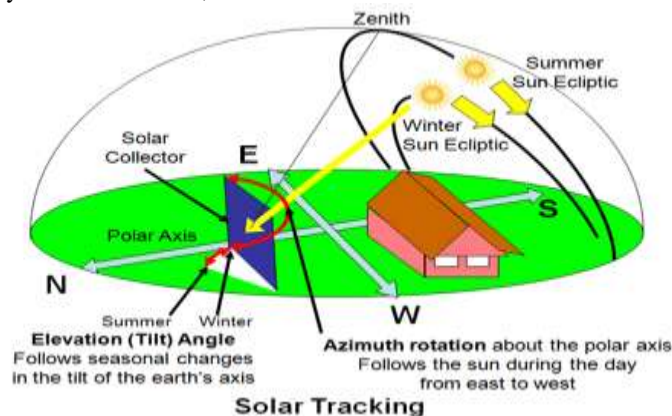 Zenith
Summer
Sun Ecliptic
Winter
Sun Ecliptic
Solar
Collector
E
S
Polar Axis
N
W
Summer Winter
Elevation (Tilt) Angle
Follows seasonal changes
in the tilt of the earth's axis
Azimuth rotation about the polar axis
Follows the sun during the day
from east to west
Solar Tracking